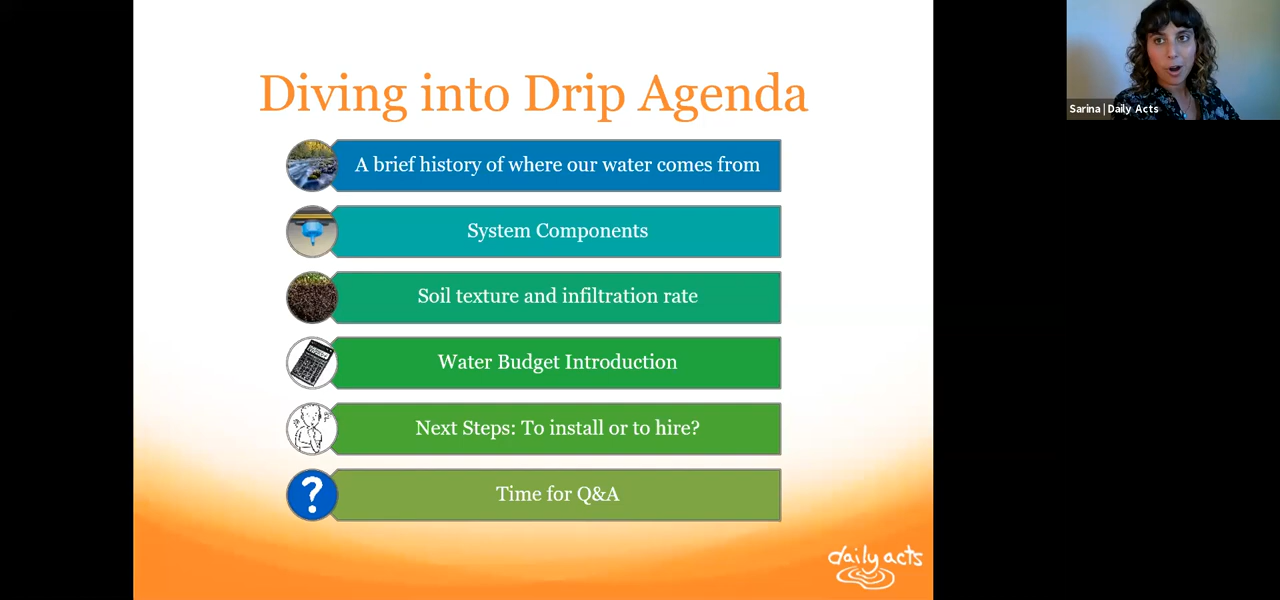 Diving into Drip Agenda
A brief history of where our water comes from
System Components
Soil texture and infiltration rate
Water Budget Introduction
Next Steps: To install or to hire?
?
Time for Q&A
daily acts
Sarina | Daily Acts